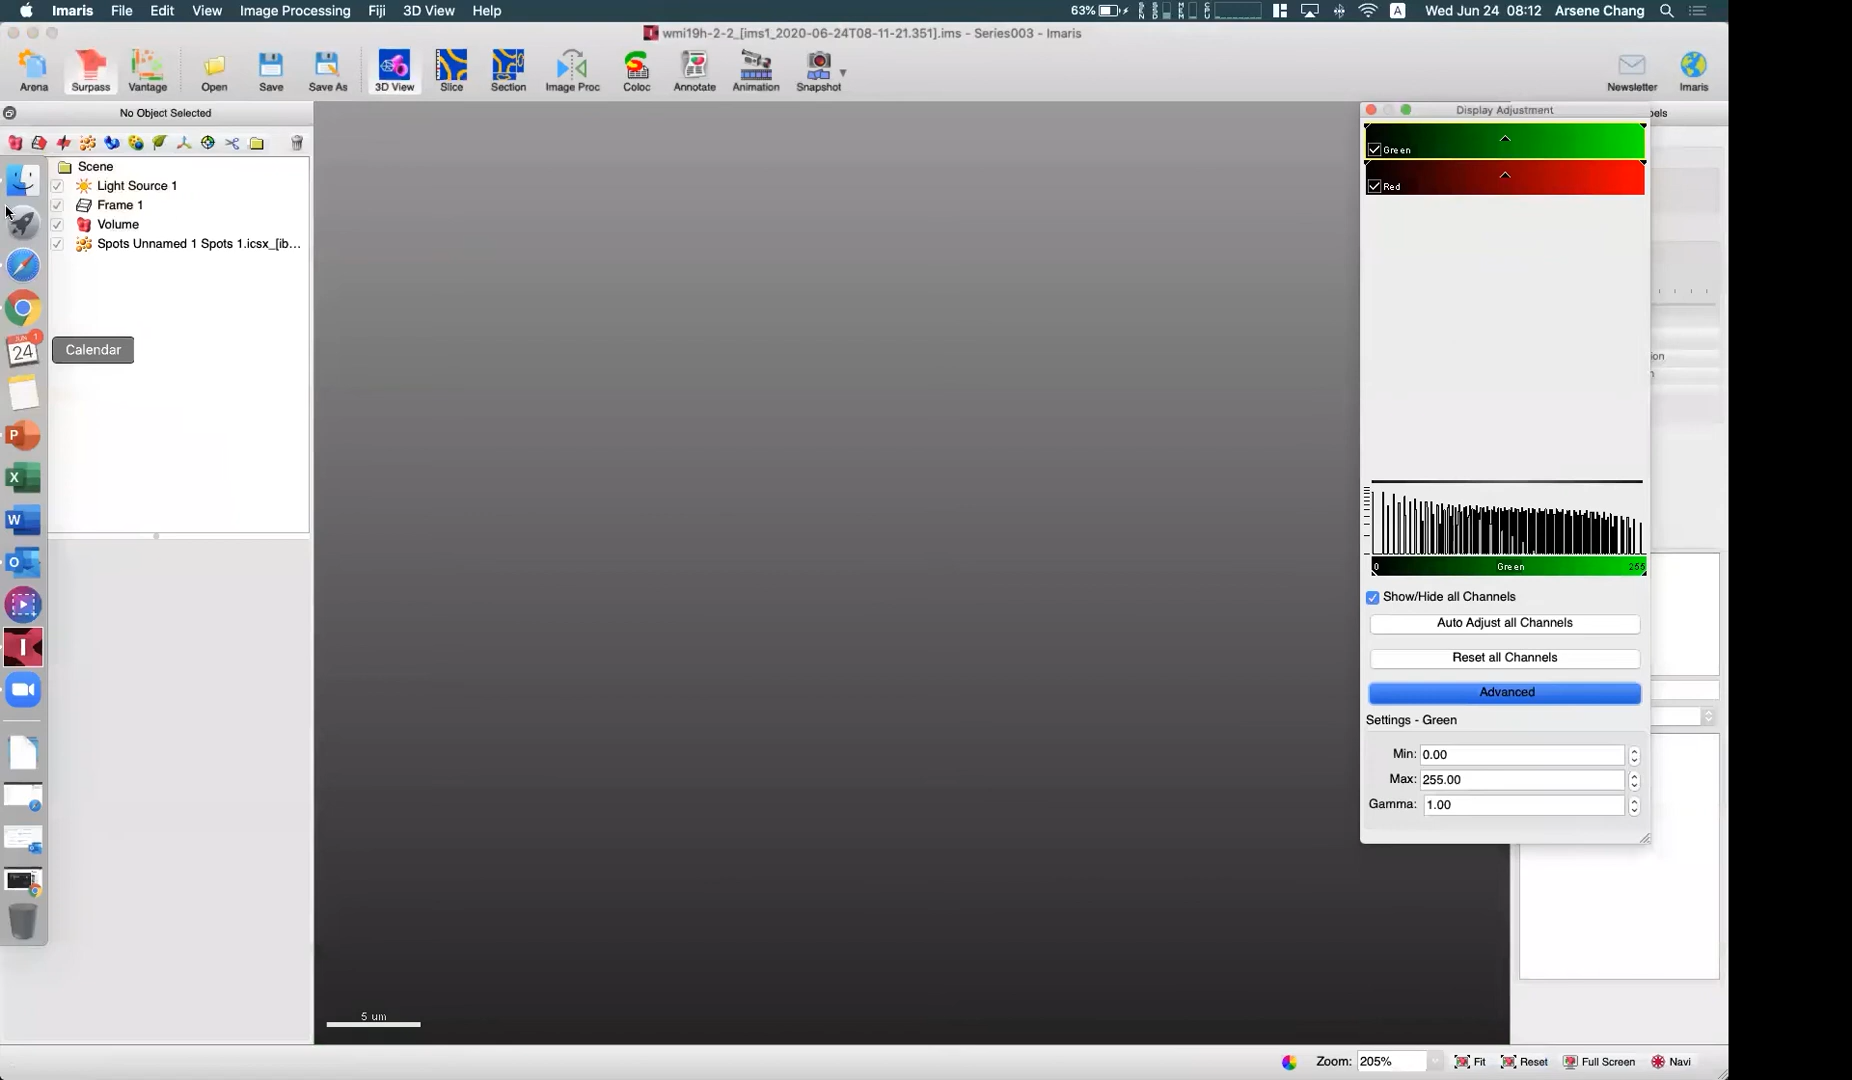 Imaris File Edit View Image Processing Fiji 3D View Help 63% A Wed Jun 24 08:12 Arsene Chang
wmi19h-2-2_[ims1_2020-06-24T08-11-21.351].ims - Series003 - Imaris
Arena Surpass Vantage Open Save Save As 3D View Slice Section Image Proc Coloc Annotate Animation Snapshot Newsletter Imaris
No Object Selected
Display Adjustment
Green
Red
Scene
Light Source 1
Frame 1
Volume
Spots Unnamed 1 Spots 1.icsx_[ib...
24
1
Calendar
P
X
W
O
I
0 Green 255
Show/Hide all Channels
Auto Adjust all Channels
Reset all Channels
Advanced
Settings - Green
Min: 0.00
Max: 255.00
Gamma: 1.00
5 um
Zoom: 205% Fit Reset Full Screen Navi